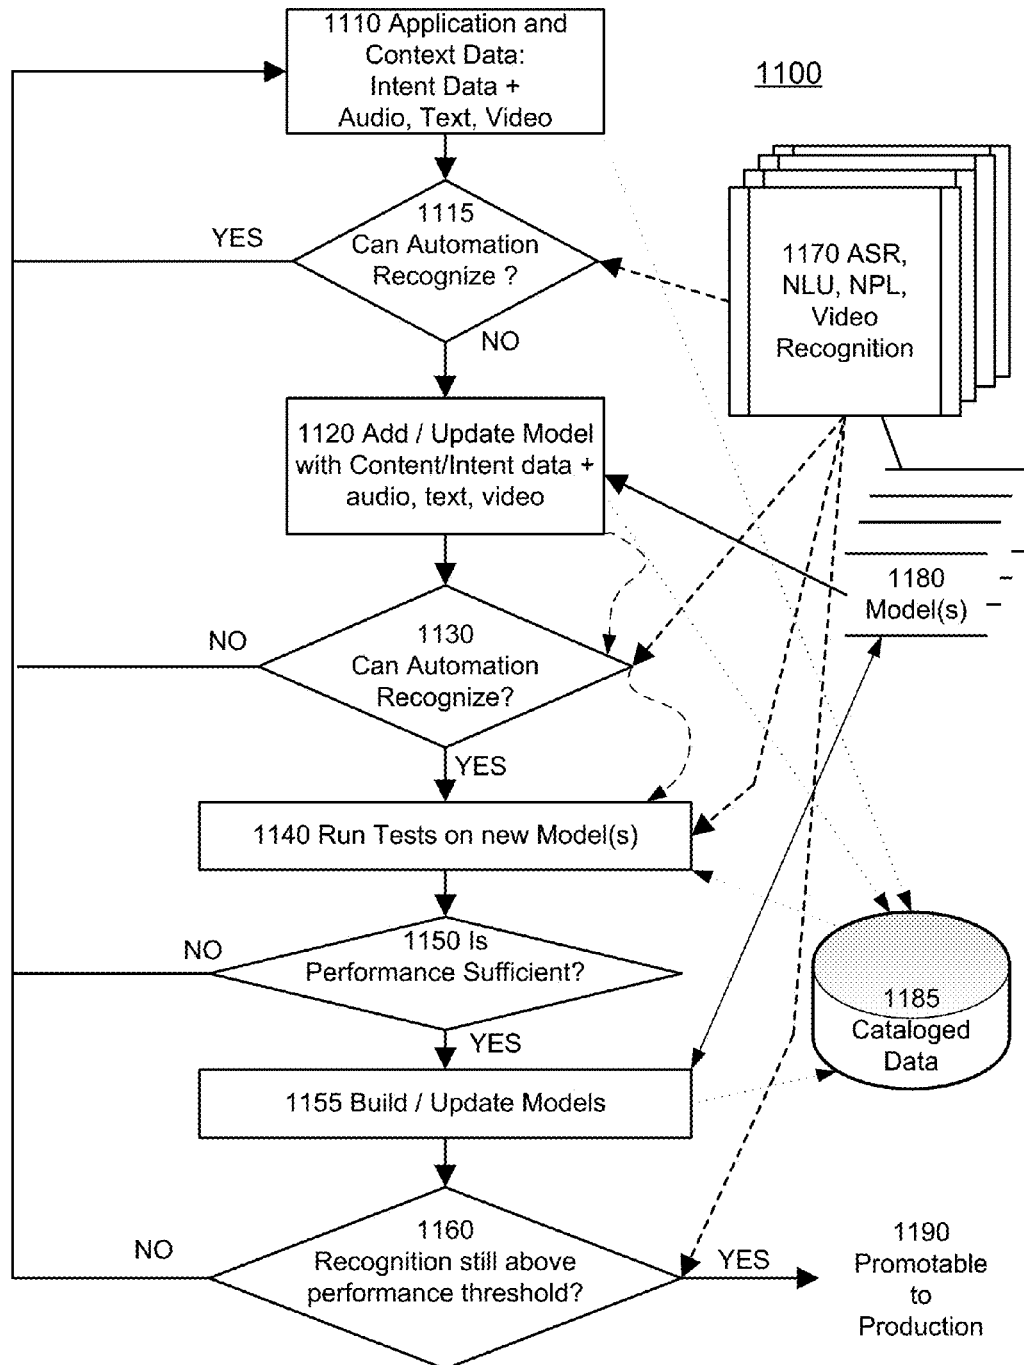 1110 Application and
Context Data:
Intent Data +
Audio, Text, Video
1100
YES
1115
Can Automation
Recognize ?
1170 ASR,
NLU, NPL,
Video
Recognition
NO
1120 Add / Update Model
with Content/Intent data +
audio, text, video
1180
Model(s)
NO
1130
Can Automation
Recognize?
YES
1140 Run Tests on new Model(s)
NO
1150 Is
Performance Sufficient?
1185
Cataloged
Data
YES
1155 Build / Update Models
NO
1160
Recognition still above
performance threshold?
YES
1190
Promotable
to
Production